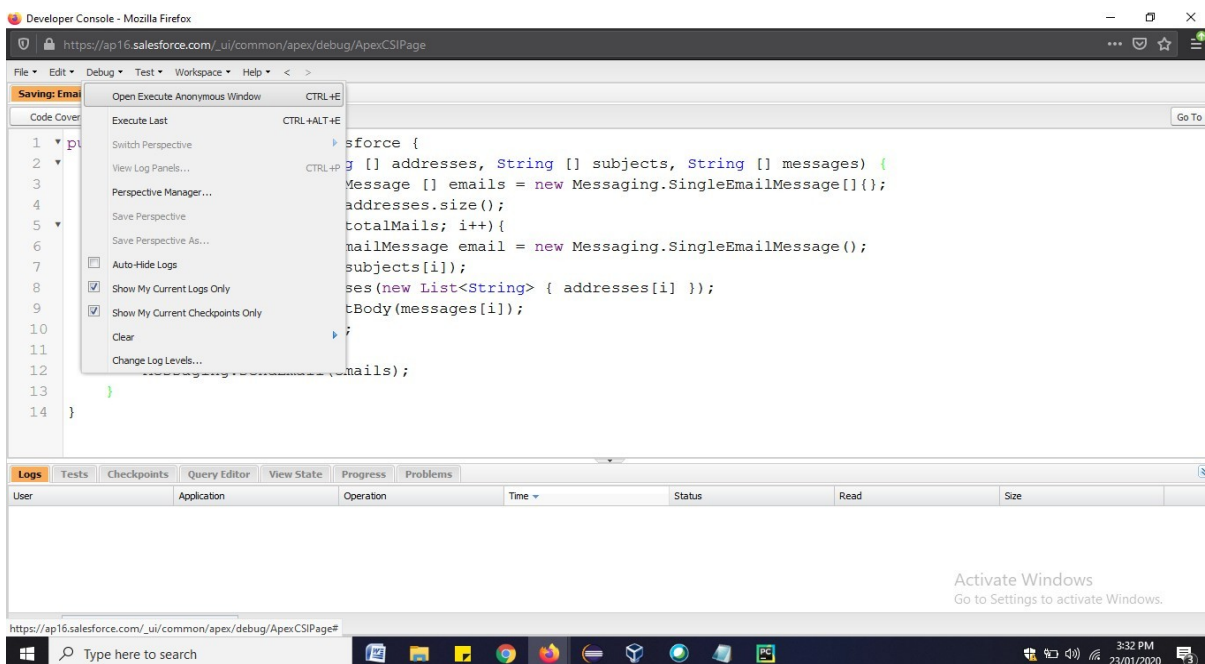 Developer Console - Mozilla Firefox
https://ap16.salesforce.com/_ui/common/apex/debug/ApexCSIPage
File Edit Debug Test Workspace Help < >
Saving: Emai
Code Cover
Go To
Open Execute Anonymous Window CTRL+E
Execute Last CTRL+ALT+E
Switch Perspective
View Log Panels... CTRL+P
Perspective Manager...
Save Perspective
Save Perspective As...
Auto-Hide Logs
Show My Current Logs Only
Show My Current Checkpoints Only
Clear
Change Log Levels...
1 pu sforce {
2 g [] addresses, String [] subjects, String [] messages) {
3 Message [] emails = new Messaging.SingleEmailMessage[]{};
4 addresses.size();
5 totalMails; i++){
6 mailMessage email = new Messaging.SingleEmailMessage();
7 subjects[i]);
8 ses(new List<String> { addresses[i] });
9 tBody(messages[i]);
10 ;
11
12 mails);
13 }
14 }
Logs Tests Checkpoints Query Editor View State Progress Problems
User Application Operation Time Status Read Size
Activate Windows
Go to Settings to activate Windows.
https://ap16.salesforce.com/_ui/common/apex/debug/ApexCSIPage#
Type here to search
3:32 PM
23/01/2020